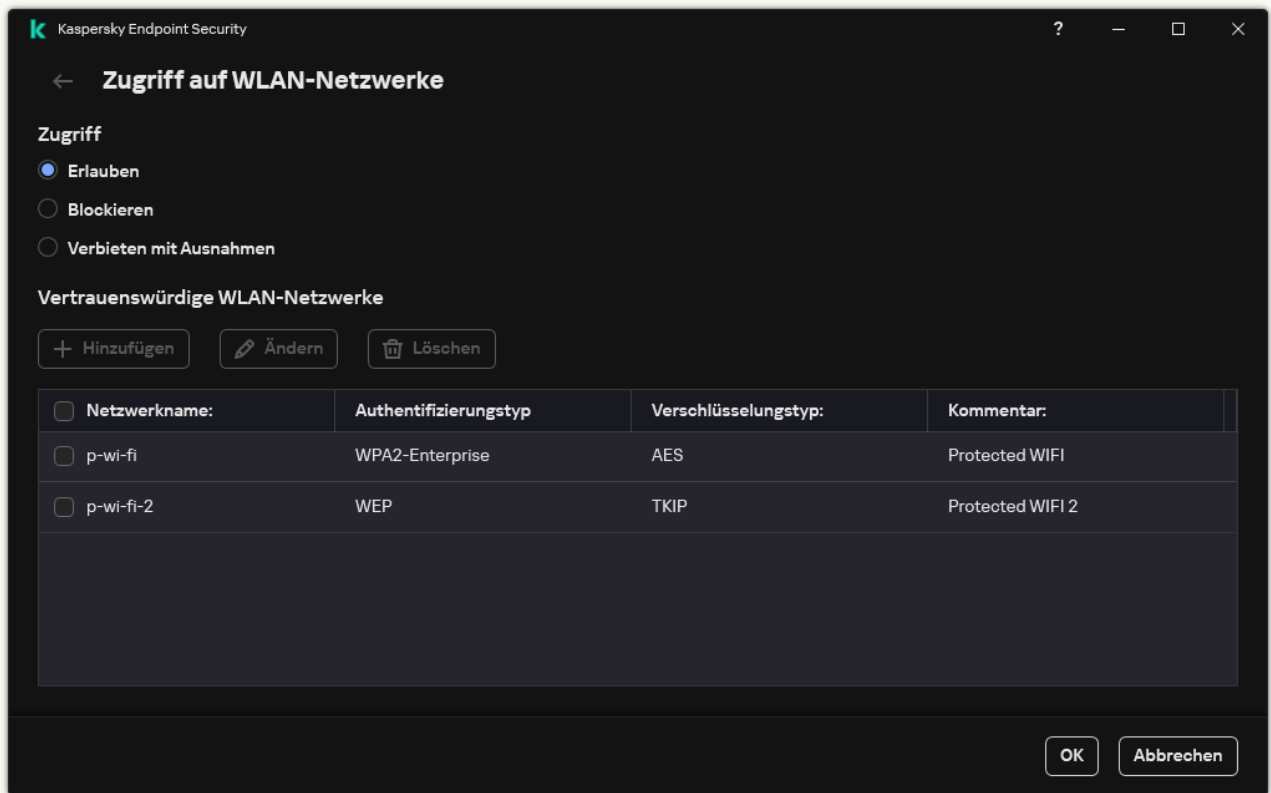 Kaspersky Endpoint Security ?
Zugriff auf WLAN-Netzwerke
Zugriff
Erlauben
Blockieren
Verbieten mit Ausnahmen
Vertrauenswürdige WLAN-Netzwerke
Hinzufügen Ändern Löschen
Netzwerkname: Authentifizierungstyp Verschlüsselungstyp: Kommentar:
p-wi-fi WPA2-Enterprise AES Protected WIFI
p-wi-fi-2 WEP TKIP Protected WIFI 2
OK Abbrechen